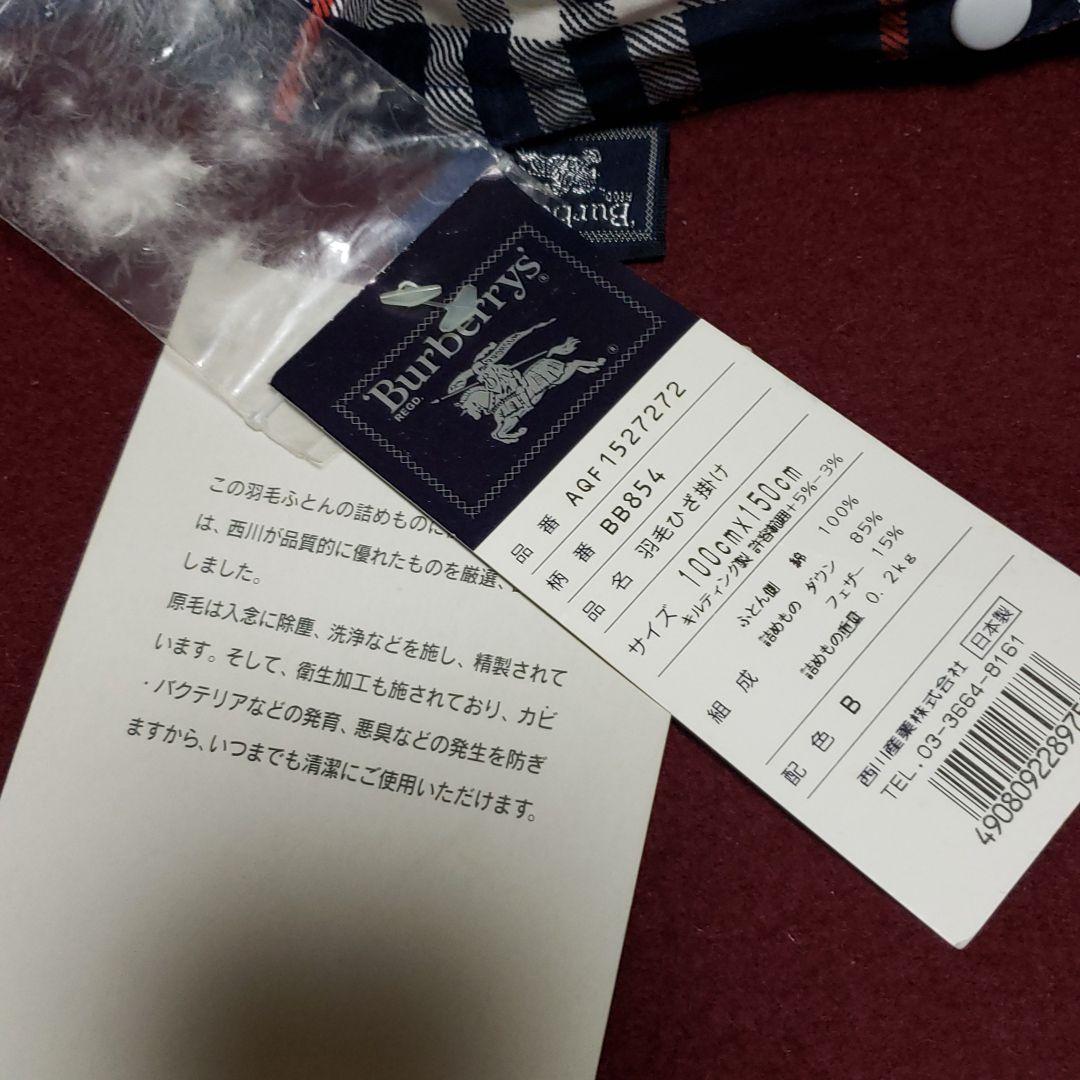 Burb
REGD.
'Burberrys'®
REGD.
®
品番 AQF1527272
柄番 BB854
品名 羽毛ひざ掛け
サイズ 100cm×150cm
キルティング製 許容範囲+5%-3%
組成 ふとん側 綿 100%
詰めもの ダウン 85%
フェザー 15%
詰めもの重量 0.2kg
配色 B
西川産業株式会社 日本製
TEL.03-3664-8161
490809228975
この羽毛ふとんの詰めものに
は、西川が品質的に優れたものを厳選、
しました。
原毛は入念に除塵、洗浄などを施し、精製されて
います。そして、衛生加工も施されており、カビ
・バクテリアなどの発育、悪臭などの発生を防ぎ
ますから、いつまでも清潔にご使用いただけます。